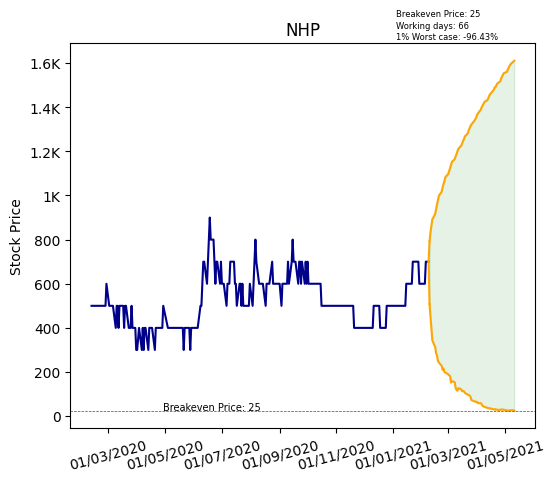 Breakeven Price: 25
Working days: 66
1% Worst case: -96.43%
NHP
Stock Price
1.6K
1.4K
1.2K
1K
800
600
400
200
0
Breakeven Price: 25
01/03/2020
01/05/2020
01/07/2020
01/09/2020
01/11/2020
01/01/2021
01/03/2021
01/05/2021